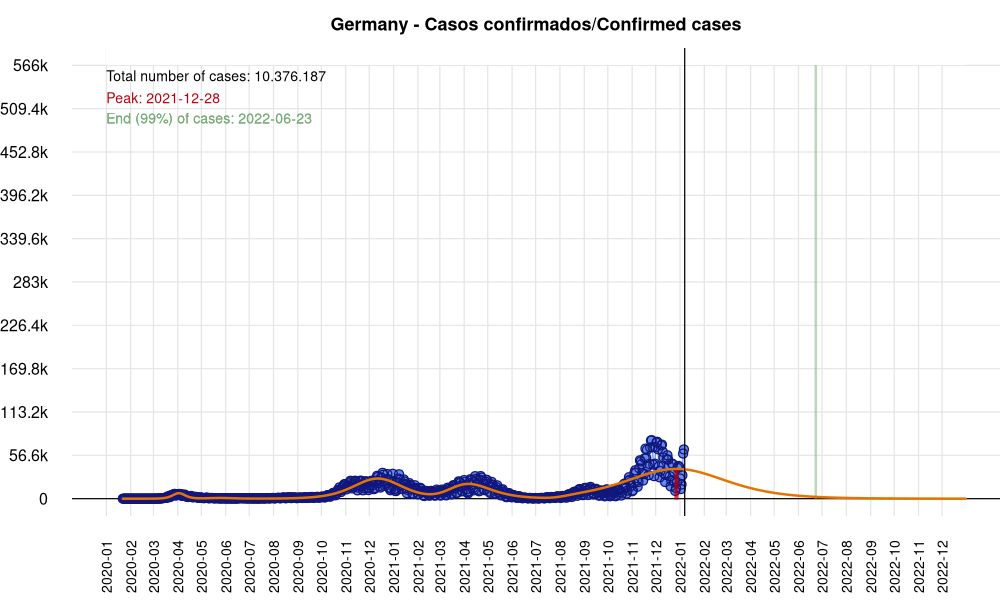 Germany - Casos confirmados/Confirmed cases
Total number of cases: 10.376.187
Peak: 2021-12-28
End (99%) of cases: 2022-06-23
566k
509.4k
452.8k
396.2k
339.6k
283k
226.4k
169.8k
113.2k
56.6k
0
2020-01
2020-02
2020-03
2020-04
2020-05
2020-06
2020-07
2020-08
2020-09
2020-10
2020-11
2020-12
2021-01
2021-02
2021-03
2021-04
2021-05
2021-06
2021-07
2021-08
2021-09
2021-10
2021-11
2021-12
2022-01
2022-02
2022-03
2022-04
2022-05
2022-06
2022-07
2022-08
2022-09
2022-10
2022-11
2022-12